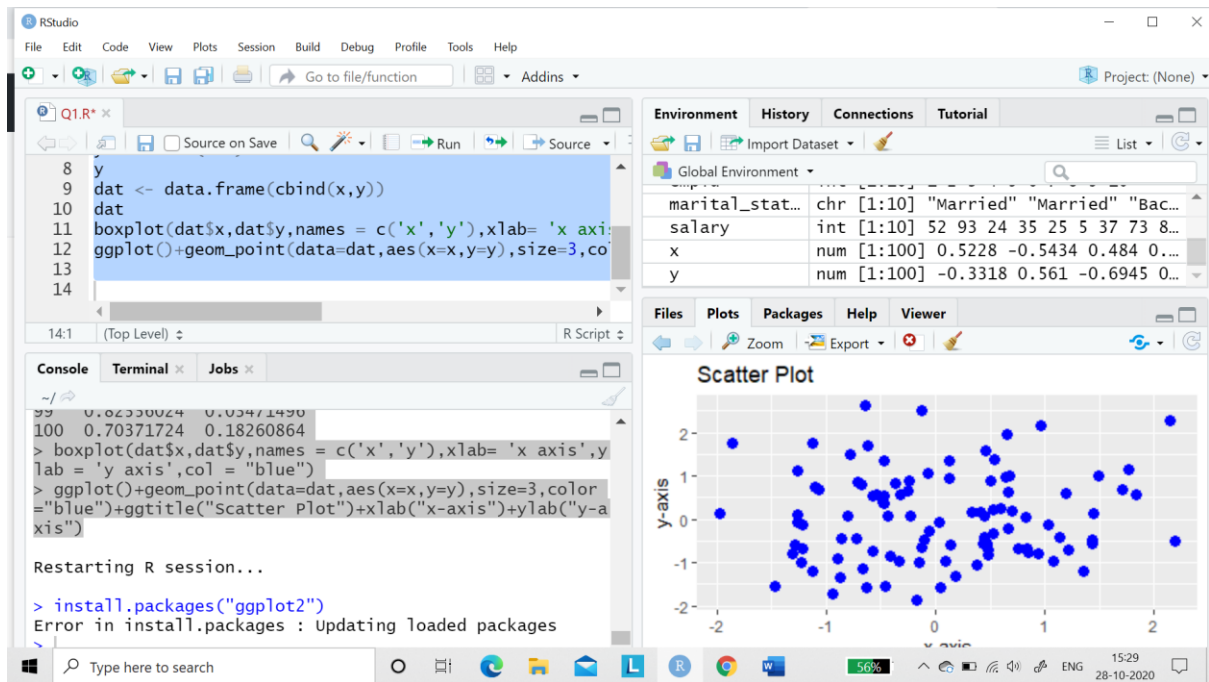 RStudio
File Edit Code View Plots Session Build Debug Profile Tools Help
Go to file/function Addins Project: (None)
Q1.R*
Source on Save Run Source
8 y
9 dat <- data.frame(cbind(x,y))
10 dat
11 boxplot(dat$x,dat$y,names = c('x','y'),xlab= 'x axi
12 ggplot()+geom_point(data=dat,aes(x=x,y=y),size=3,co
13
14
14:1 (Top Level) R Script
Console Terminal Jobs
~/
99 0.82556024 0.05471496
100 0.70371724 0.18260864
> boxplot(dat$x,dat$y,names = c('x','y'),xlab= 'x axis',y
lab = 'y axis',col = "blue")
> ggplot()+geom_point(data=dat,aes(x=x,y=y),size=3,color
="blue")+ggtitle("Scatter Plot")+xlab("x-axis")+ylab("y-a
xis")
Restarting R session...
> install.packages("ggplot2")
Error in install.packages : Updating loaded packages
>
Environment History Connections Tutorial
Import Dataset List
Global Environment
marital_stat… chr [1:10] "Married" "Married" "Bac…
salary int [1:10] 52 93 24 35 25 5 37 73 8…
x num [1:100] 0.5228 -0.5434 0.484 0.…
y num [1:100] -0.3318 0.561 -0.6945 0…
Files Plots Packages Help Viewer
Zoom Export
Scatter Plot
y-axis
2
1
0
-1
-2
-2 -1 0 1 2
x-axis
Type here to search
L R W 56% ENG 15:29
28-10-2020